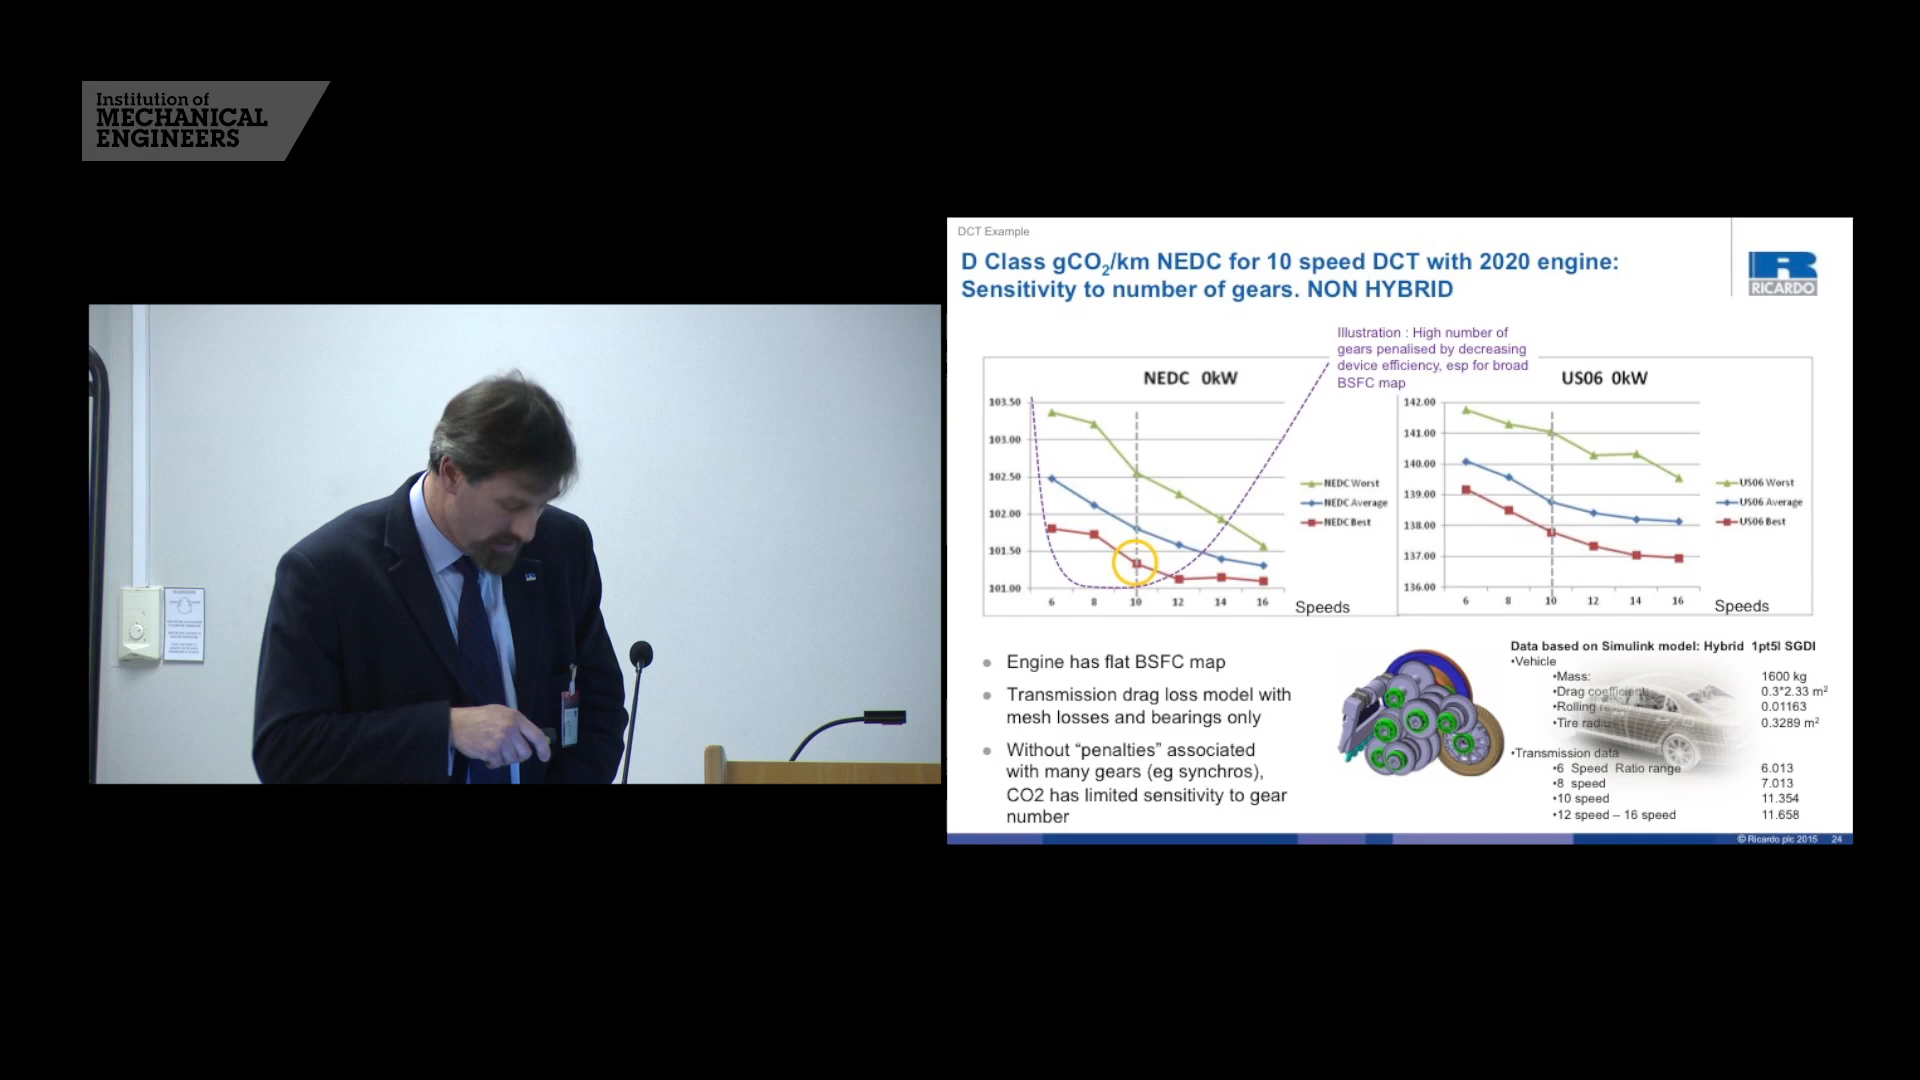 Institution of
MECHANICAL
ENGINEERS
DCT Example
D Class gCO2/km NEDC for 10 speed DCT with 2020 engine:
Sensitivity to number of gears. NON HYBRID
RICARDO
Illustration : High number of
gears penalised by decreasing
device efficiency, esp for broad
BSFC map
NEDC 0kW
103.50
103.00
102.50
102.00
101.50
101.00
6 8 10 12 14 16
Speeds
NEDC Worst
NEDC Average
NEDC Best
US06 0kW
142.00
141.00
140.00
139.00
138.00
137.00
136.00
6 8 10 12 14 16
Speeds
US06 Worst
US06 Average
US06 Best
• Engine has flat BSFC map
• Transmission drag loss model with
mesh losses and bearings only
• Without “penalties” associated
with many gears (eg synchros),
CO2 has limited sensitivity to gear
number
Data based on Simulink model: Hybrid 1pt5l SGDI
•Vehicle
•Mass: 1600 kg
•Drag coefficient 0.3*2.33 m2
•Rolling 0.01163
•Tire 0.3289 m2
•Transmission data
•6 Speed Ratio range 6.013
•8 speed 7.013
•10 speed 11.354
•12 speed – 16 speed 11.658
© Ricardo plc 2015 24